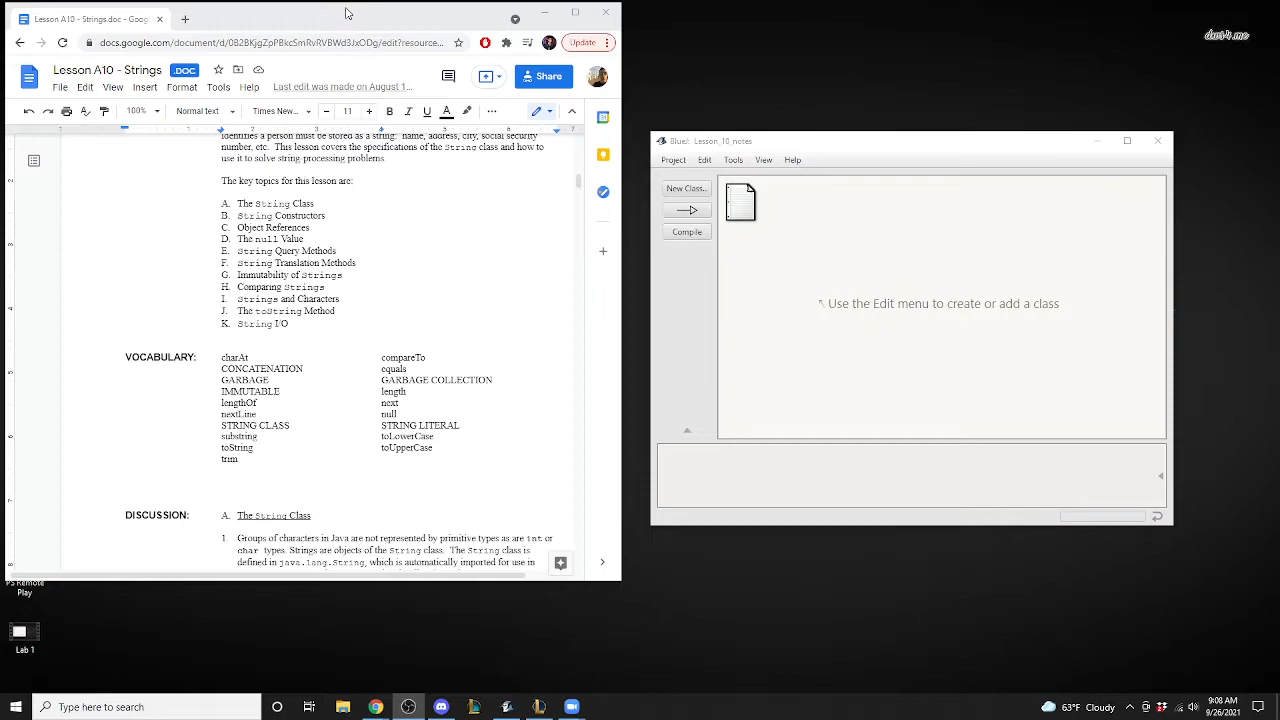 Lesson A10 - Strings.doc - Googl
docs.google.com/document/d/0B2BKjgZpPBkcSmRvRVBWd3JxODg/edit?resource...
Update
Lesson A10 - Strings .DOC
File Edit View Insert Format Tools Help Last edit was made on August 1...
Share
100% Normal text Times New... 11 B I U A
identifies a person must be stored as a string: name, address, city, social security
number, etc. This lesson covers the specifications of the String class and how to
use it to solve string-processing problems.
The key topics for this lesson are:
A. The String Class
B. String Constructors
C. Object References
D. The null Value
E. String Query Methods
F. String Translation Methods
G. Immutability of Strings
H. Comparing Strings
I. Strings and Characters
J. The toString Method
K. String I/O
VOCABULARY:
charAt compareTo
CONCATENATION equals
GARBAGE GARBAGE COLLECTION
IMMUTABLE length
lengthOf next
nextLine null
STRING CLASS STRING LITERAL
substring toLowerCase
toString toUpperCase
trim
DISCUSSION: A. The String Class
1. Groups of characters in Java are not represented by primitive types as are int or
char types. Strings are objects of the String class. The String class is
defined in java.lang.String, which is automatically imported for use in
BlueJ: Lesson_10_notes
Project Edit Tools View Help
New Class...
Compile
Use the Edit menu to create or add a class
don't me
PS Remote
Play
Lab 1
Type here to search
63°F Cloudy
9:08 AM
9/26/2021